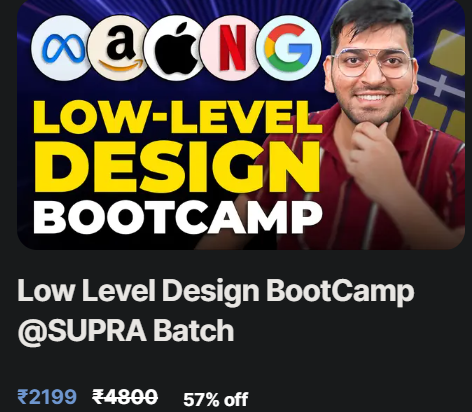 a N G
LOW-LEVEL
DESIGN
BOOTCAMP
Low Level Design BootCamp
@SUPRA Batch
₹2199 ₹4800 57% off